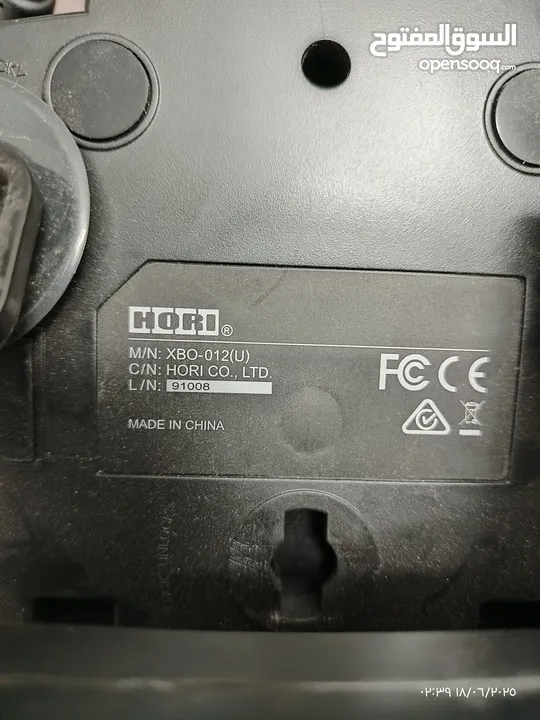 السوق المفتوح
opensooq.com
HORI®
M/N: XBO-012(U)
C/N: HORI CO., LTD.
L/N: 91008
FC CE
MADE IN CHINA
٠٢:٣٩ ١٨/٠٦/٢٠٢٥